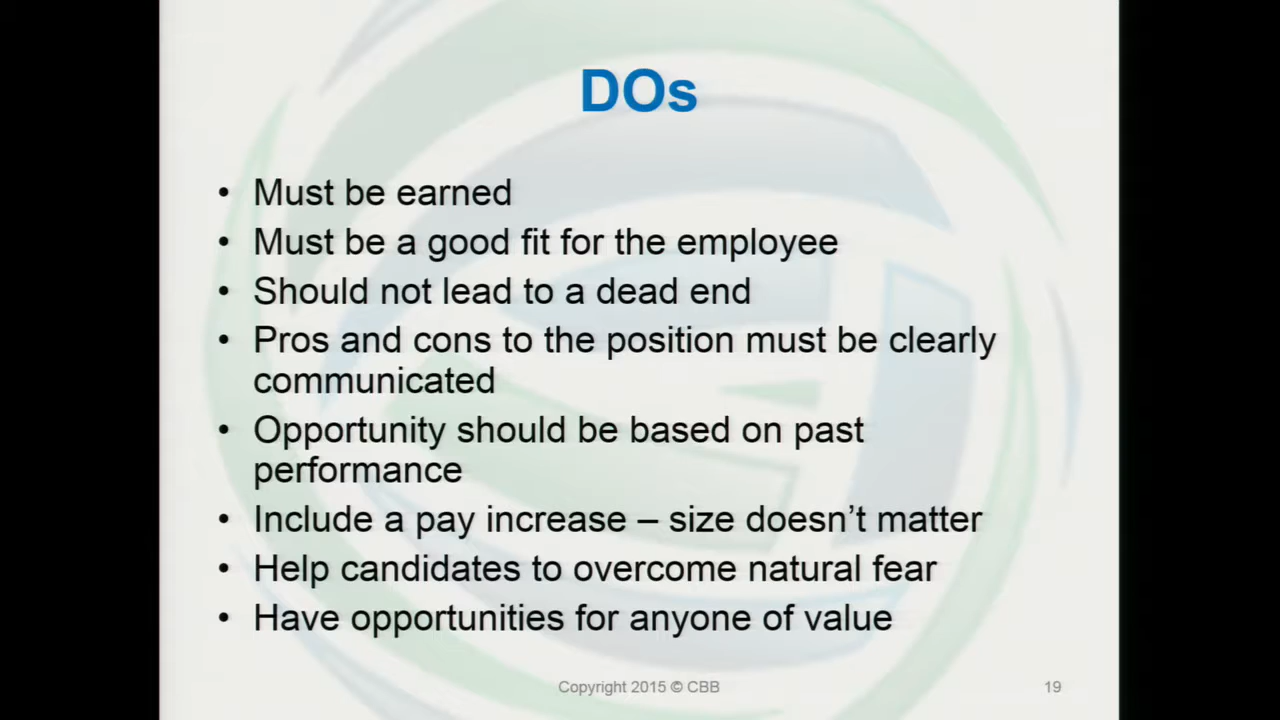 DOs
• Must be earned
• Must be a good fit for the employee
• Should not lead to a dead end
• Pros and cons to the position must be clearly
communicated
• Opportunity should be based on past
performance
• Include a pay increase – size doesn’t matter
• Help candidates to overcome natural fear
• Have opportunities for anyone of value
Copyright 2015 © CBB
19